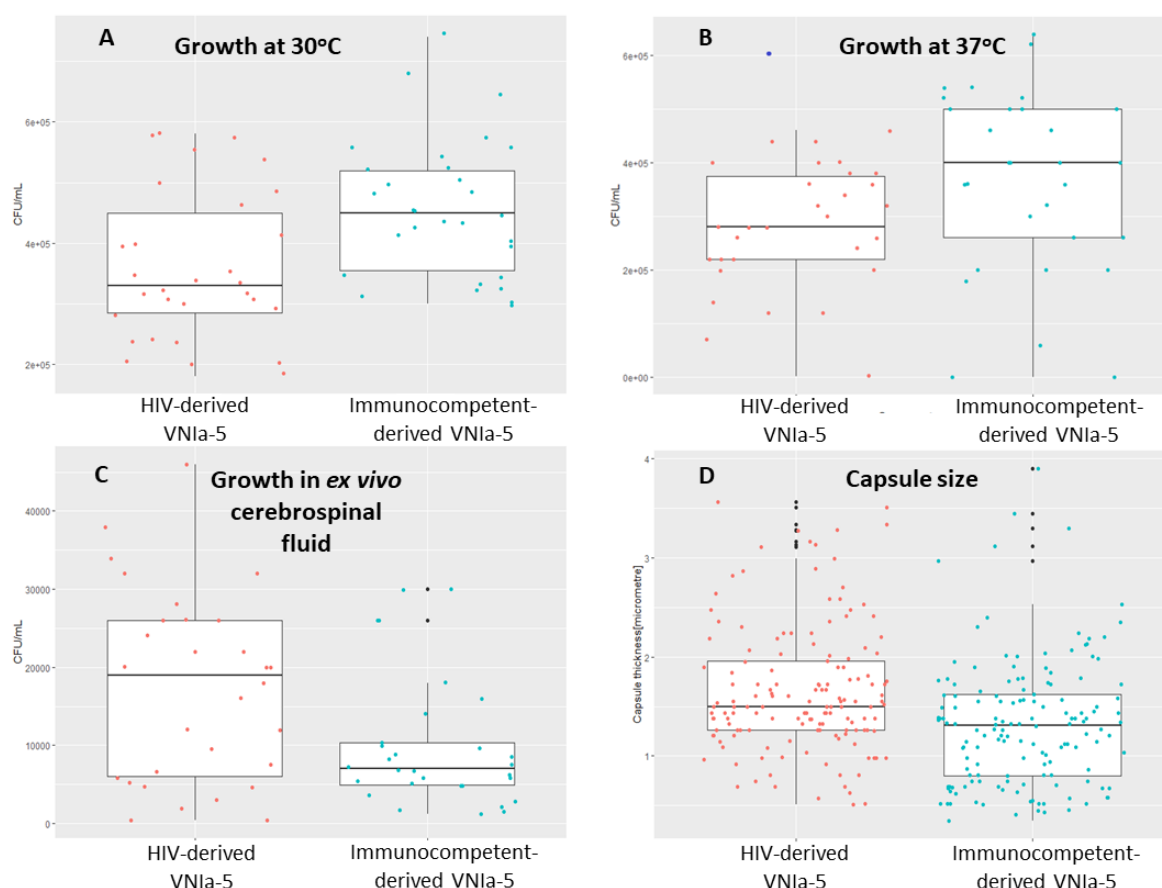 A
Growth at 30°C
CFU/mL
6e+05
4e+05
2e+05
HIV-derived
VNIa-5
Immunocompetent-
derived VNIa-5
B
Growth at 37°C
CFU/mL
6e+05
4e+05
2e+05
0e+00
HIV-derived
VNIa-5
Immunocompetent-
derived VNIa-5
C
Growth in ex vivo
cerebrospinal
fluid
CFU/mL
40000
30000
20000
10000
0
HIV-derived
VNIa-5
Immunocompetent-
derived VNIa-5
D
Capsule size
Capsule thickness[micrometre]
4
3
2
1
HIV-derived
VNIa-5
Immunocompetent-
derived VNIa-5